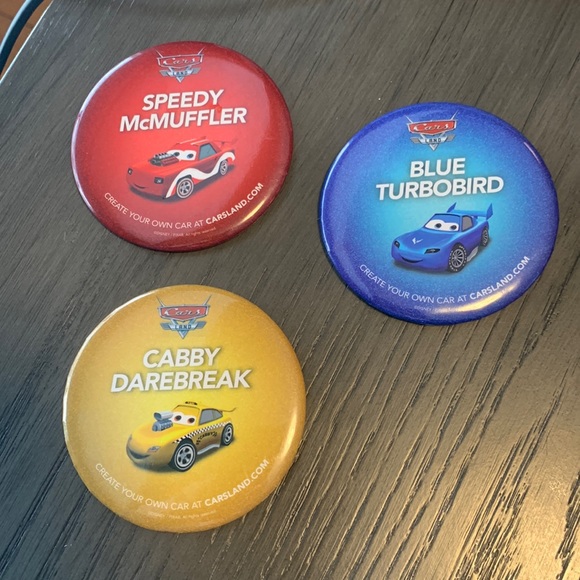 Cars
LAND
SPEEDY
McMUFFLER
CREATE YOUR OWN CAR AT CARSLAND.COM
Cars
LAND
BLUE
TURBOBIRD
CREATE YOUR OWN CAR AT CARSLAND.COM
Cars
LAND
CABBY
DAREBREAK
CREATE YOUR OWN CAR AT CARSLAND.COM